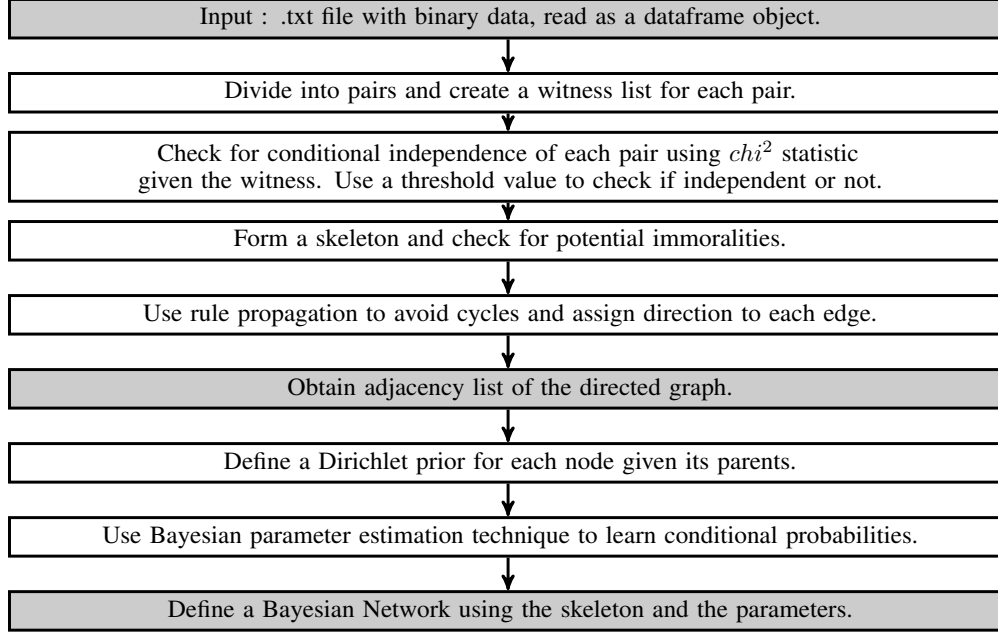 Input : .txt file with binary data, read as a dataframe object.
Divide into pairs and create a witness list for each pair.
Check for conditional independence of each pair using chi² statistic
given the witness. Use a threshold value to check if independent or not.
Form a skeleton and check for potential immoralities.
Use rule propagation to avoid cycles and assign direction to each edge.
Obtain adjacency list of the directed graph.
Define a Dirichlet prior for each node given its parents.
Use Bayesian parameter estimation technique to learn conditional probabilities.
Define a Bayesian Network using the skeleton and the parameters.